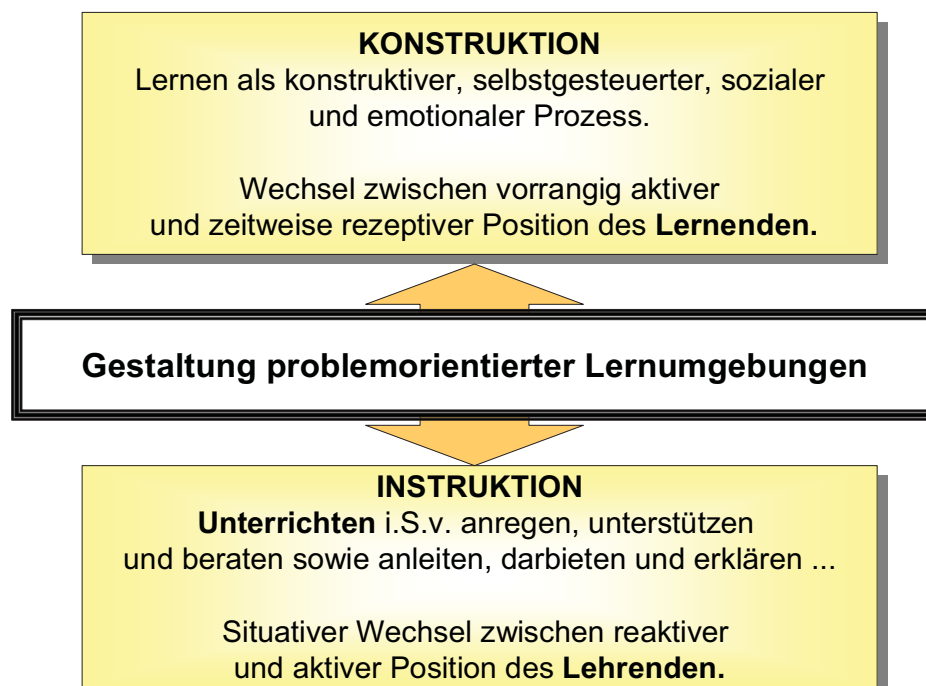 KONSTRUKTION
Lernen als konstruktiver, selbstgesteuerter, sozialer
und emotionaler Prozess.
Wechsel zwischen vorrangig aktiver
und zeitweise rezeptiver Position des Lernenden.
Gestaltung problemorientierter Lernumgebungen
INSTRUKTION
Unterrichten i.S.v. anregen, unterstützen
und beraten sowie anleiten, darbieten und erklären ...
Situativer Wechsel zwischen reaktiver
und aktiver Position des Lehrenden.